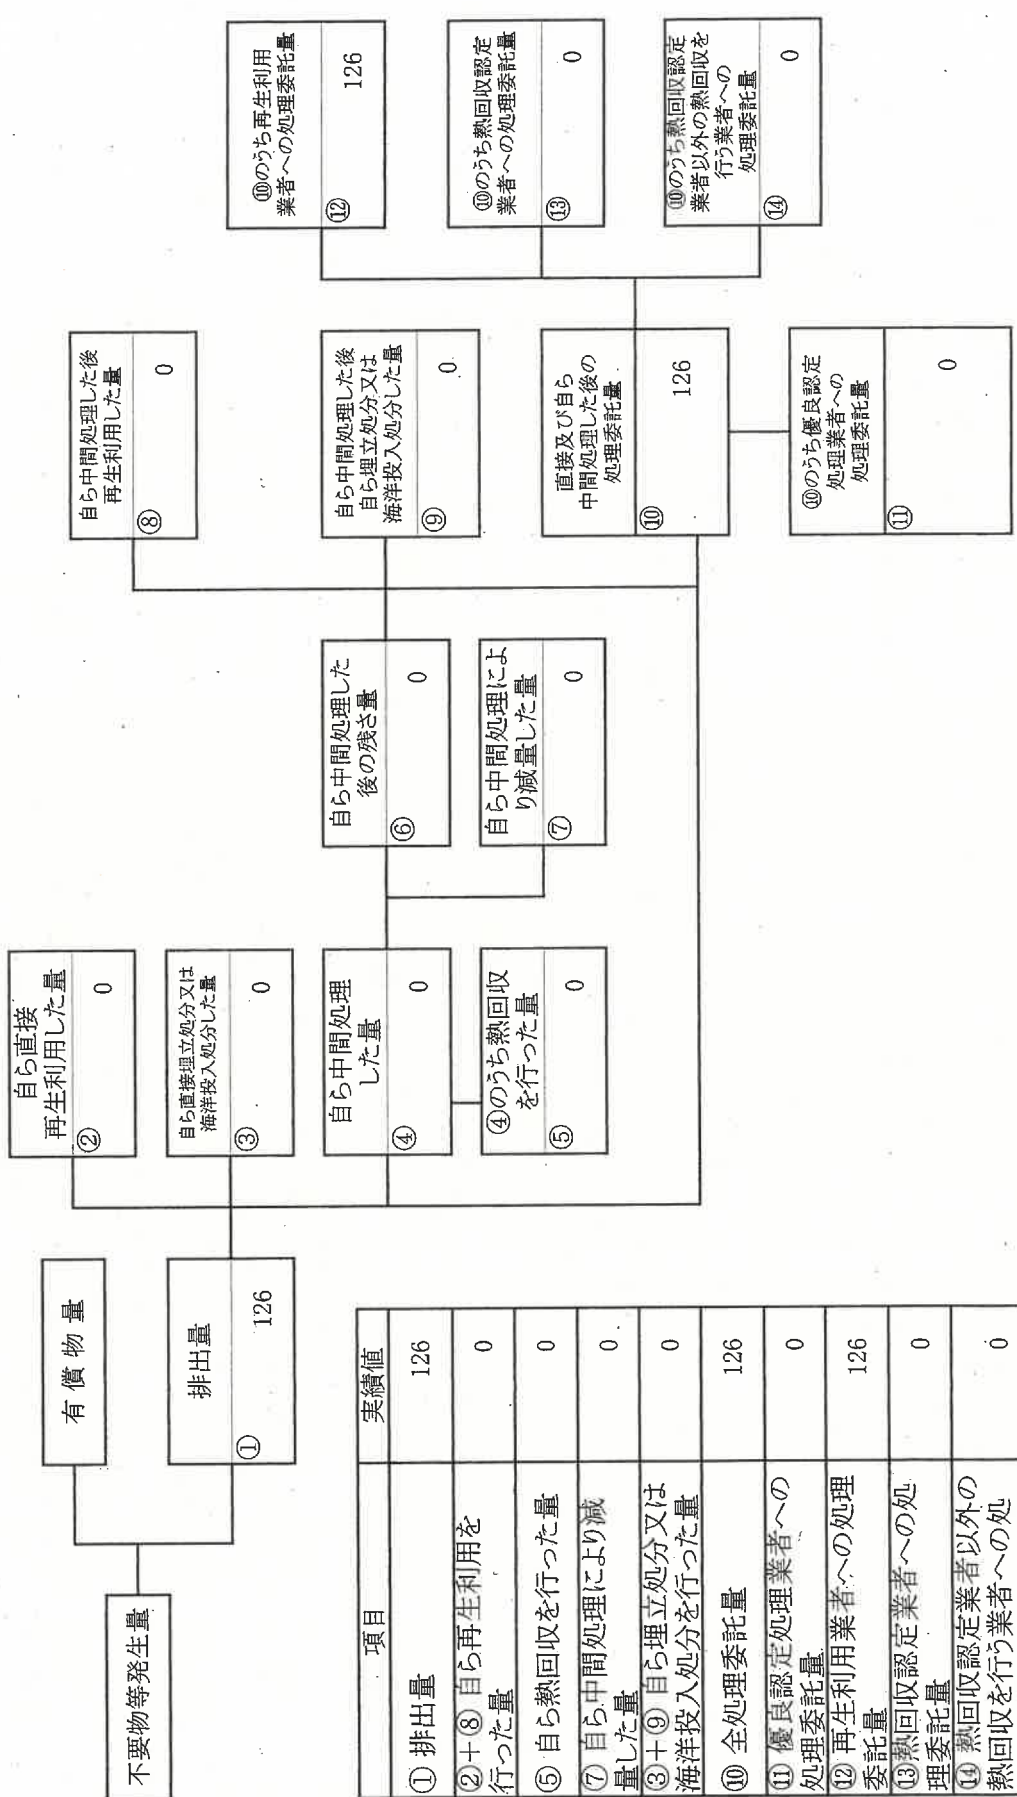 不要物等発生量
有償物量
排出量
①
126
自ら直接
再生利用した量
②
0
自ら直接埋立処分又は
海洋投入処分した量
③
0
自ら中間処理
した量
④
0
④のうち熱回収
を行った量
⑤
0
自ら中間処理した
後の残さ量
⑥
0
自ら中間処理によ
り減量した量
⑦
0
自ら中間処理した後
再生利用した量
⑧
0
自ら中間処理した後
自ら埋立処分又は
海洋投入処分した量
⑨
0
直接及び自ら
中間処理した後の
処理委託量
⑩
126
⑩のうち優良認定
処理業者への
処理委託量
⑪
0
⑩のうち再生利用
業者への処理委託量
⑫
126
⑩のうち熱回収認定
業者への処理委託量
⑬
0
⑩のうち熱回収認定
業者以外の熱回収を
行う業者への
処理委託量
⑭
0
項目 実績値
①排出量 126
②+⑧自ら再生利用を
行った量 0
⑤自ら熱回収を行った量 0
⑦自ら中間処理により減
量した量 0
③+⑨自ら埋立処分又は
海洋投入処分を行った量 0
⑩全処理委託量 126
⑪優良認定処理業者への
処理委託量 0
⑫再生利用業者への処理
委託量 126
⑬熱回収認定業者への処
理委託量 0
⑭熱回収認定業者以外の
熱回収を行う業者への処 0